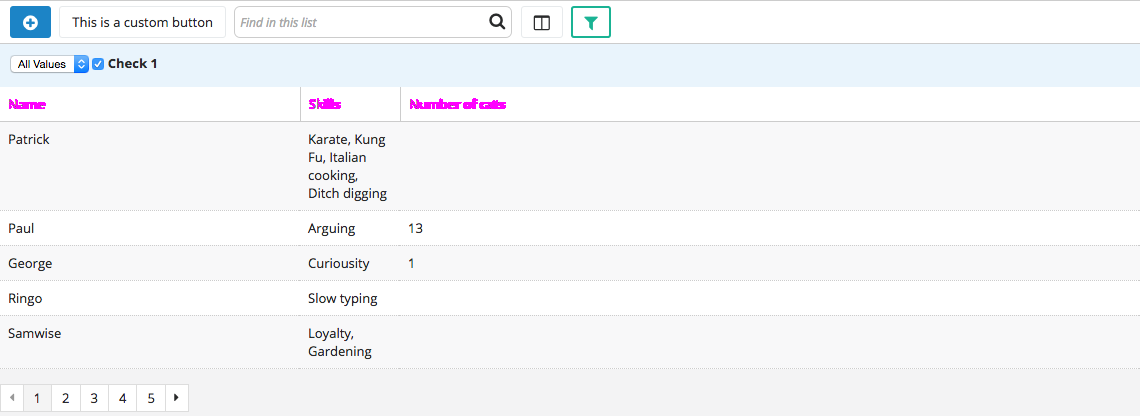 This is a custom button
Find in this list
All Values
Check 1
Name Skills Number of cats
Patrick Karate, Kung
Fu, Italian
cooking,
Ditch digging
Paul Arguing 13
George Curiousity 1
Ringo Slow typing
Samwise Loyalty,
Gardening
1 2 3 4 5